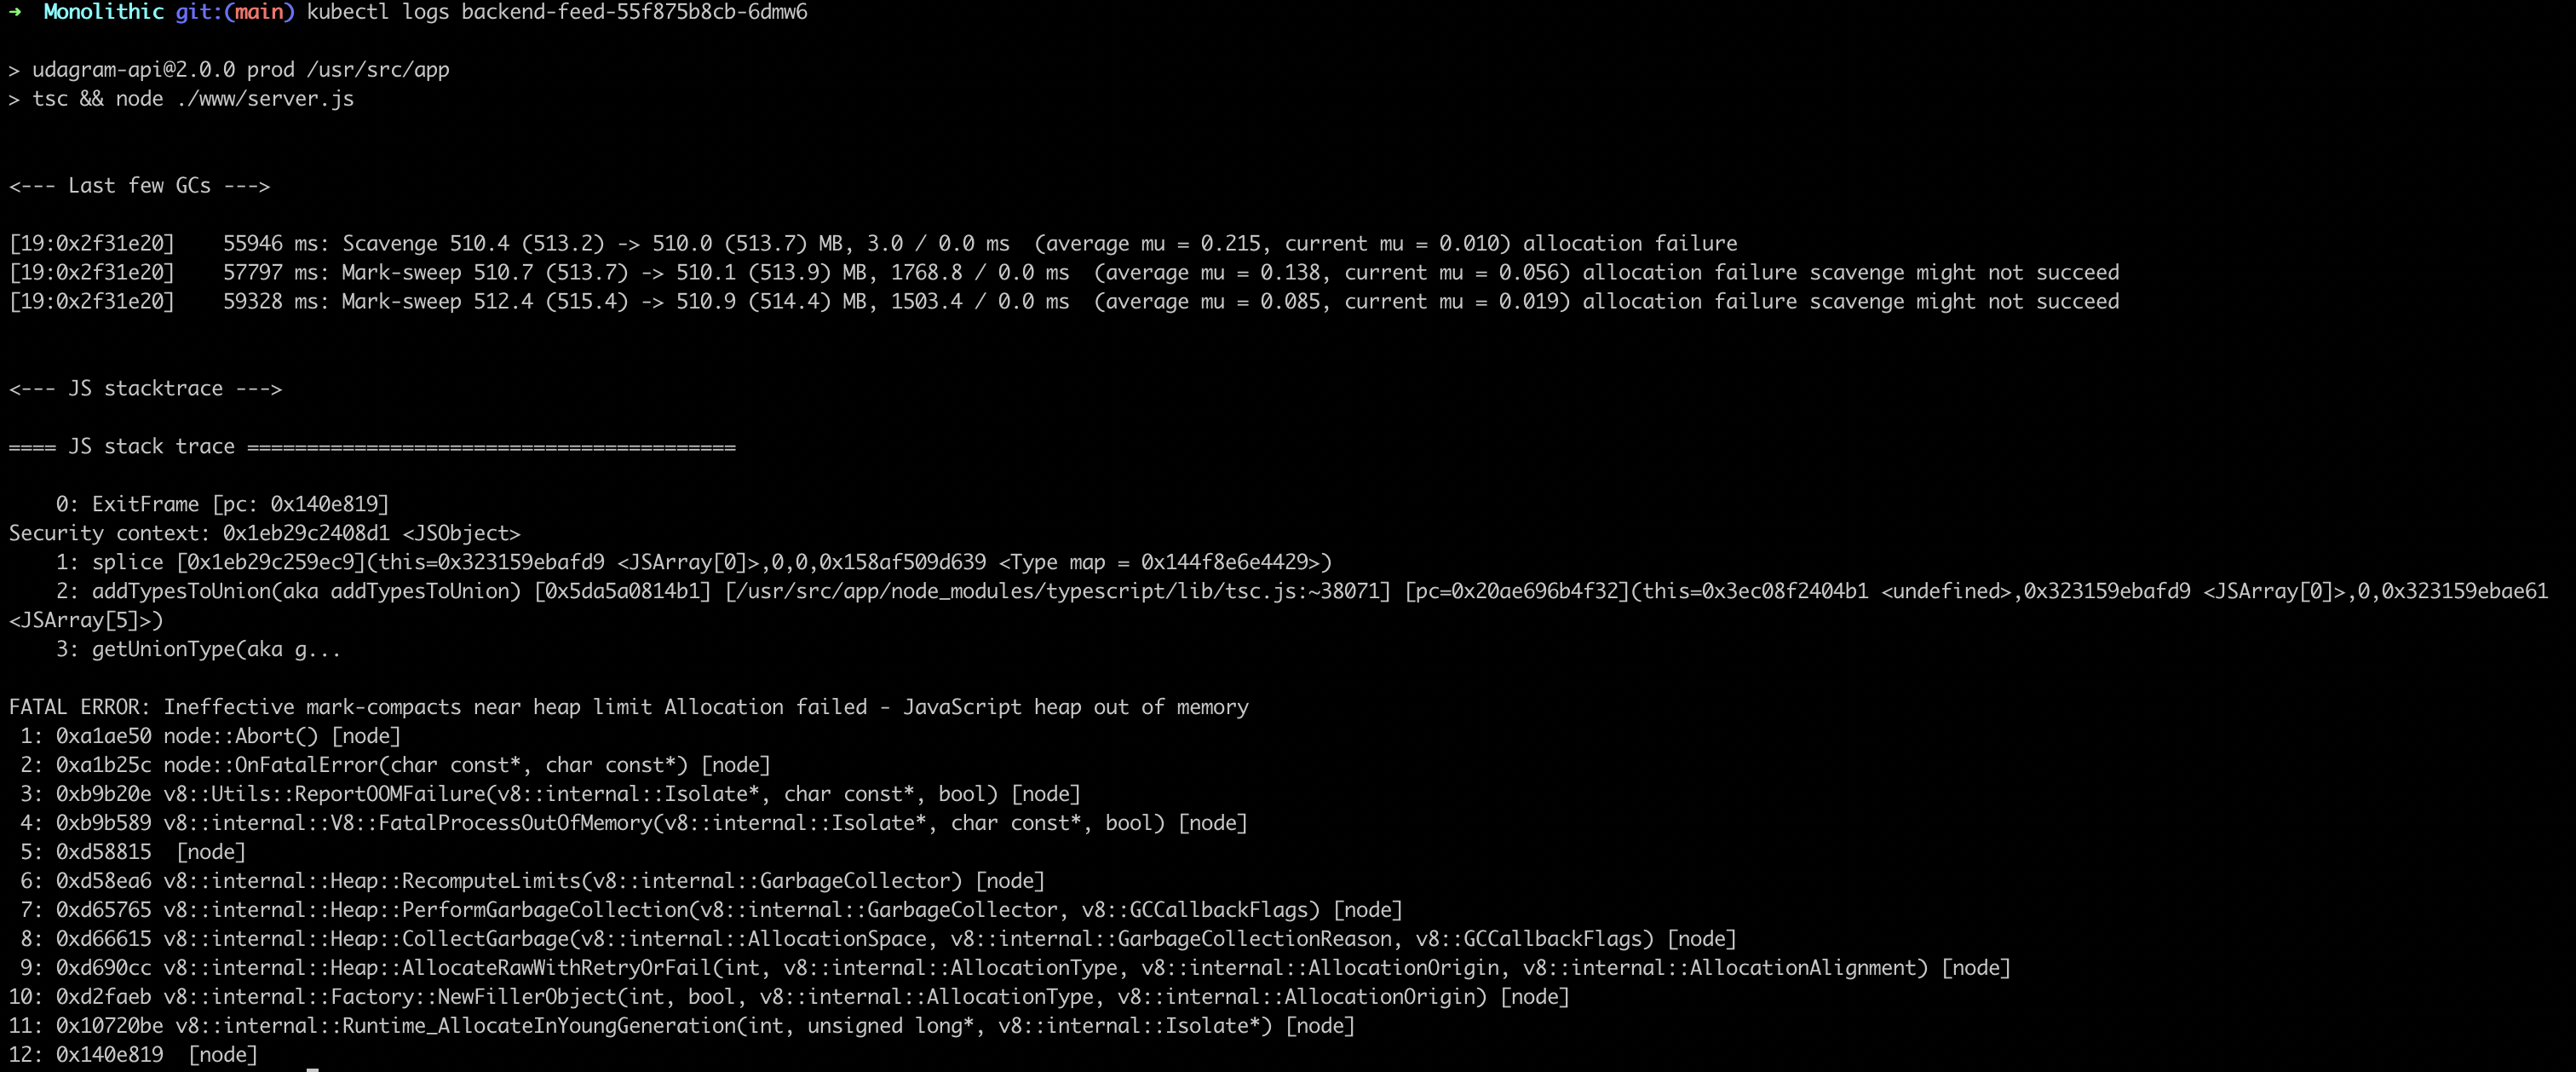 ➜  Monolithic git:(main) kubectl logs backend-feed-55f875b8cb-6dmw6
> udagram-api@2.0.0 prod /usr/src/app
> tsc && node ./www/server.js
<--- Last few GCs --->
[19:0x2f31e20]    55946 ms: Scavenge 510.4 (513.2) -> 510.0 (513.7) MB, 3.0 / 0.0 ms  (average mu = 0.215, current mu = 0.010) allocation failure
[19:0x2f31e20]    57797 ms: Mark-sweep 510.7 (513.7) -> 510.1 (513.9) MB, 1768.8 / 0.0 ms  (average mu = 0.138, current mu = 0.056) allocation failure scavenge might not succeed
[19:0x2f31e20]    59328 ms: Mark-sweep 512.4 (515.4) -> 510.9 (514.4) MB, 1503.4 / 0.0 ms  (average mu = 0.085, current mu = 0.019) allocation failure scavenge might not succeed
<--- JS stacktrace --->
==== JS stack trace =========================================
    0: ExitFrame [pc: 0x140e819]
Security context: 0x1eb29c2408d1 <JSObject>
    1: splice [0x1eb29c259ec9](this=0x323159ebafd9 <JSArray[0]>,0,0,0x158af509d639 <Type map = 0x144f8e6e4429>)
    2: addTypesToUnion(aka addTypesToUnion) [0x5da5a0814b1] [/usr/src/app/node_modules/typescript/lib/tsc.js:~38071] [pc=0x20ae696b4f32](this=0x3ec08f2404b1 <undefined>,0x323159ebafd9 <JSArray[0]>,0,0x323159ebae61
<JSArray[5]>)
    3: getUnionType(aka g...
FATAL ERROR: Ineffective mark-compacts near heap limit Allocation failed - JavaScript heap out of memory
 1: 0xa1ae50 node::Abort() [node]
 2: 0xa1b25c node::OnFatalError(char const*, char const*) [node]
 3: 0xb9b20e v8::Utils::ReportOOMFailure(v8::internal::Isolate*, char const*, bool) [node]
 4: 0xb9b589 v8::internal::V8::FatalProcessOutOfMemory(v8::internal::Isolate*, char const*, bool) [node]
 5: 0xd58815  [node]
 6: 0xd58ea6 v8::internal::Heap::RecomputeLimits(v8::internal::GarbageCollector) [node]
 7: 0xd65765 v8::internal::Heap::PerformGarbageCollection(v8::internal::GarbageCollector, v8::GCCallbackFlags) [node]
 8: 0xd66615 v8::internal::Heap::CollectGarbage(v8::internal::AllocationSpace, v8::internal::GarbageCollectionReason, v8::GCCallbackFlags) [node]
 9: 0xd690cc v8::internal::Heap::AllocateRawWithRetryOrFail(int, v8::internal::AllocationType, v8::internal::AllocationOrigin, v8::internal::AllocationAlignment) [node]
10: 0xd2faeb v8::internal::Factory::NewFillerObject(int, bool, v8::internal::AllocationType, v8::internal::AllocationOrigin) [node]
11: 0x10720be v8::internal::Runtime_AllocateInYoungGeneration(int, unsigned long*, v8::internal::Isolate*) [node]
12: 0x140e819  [node]